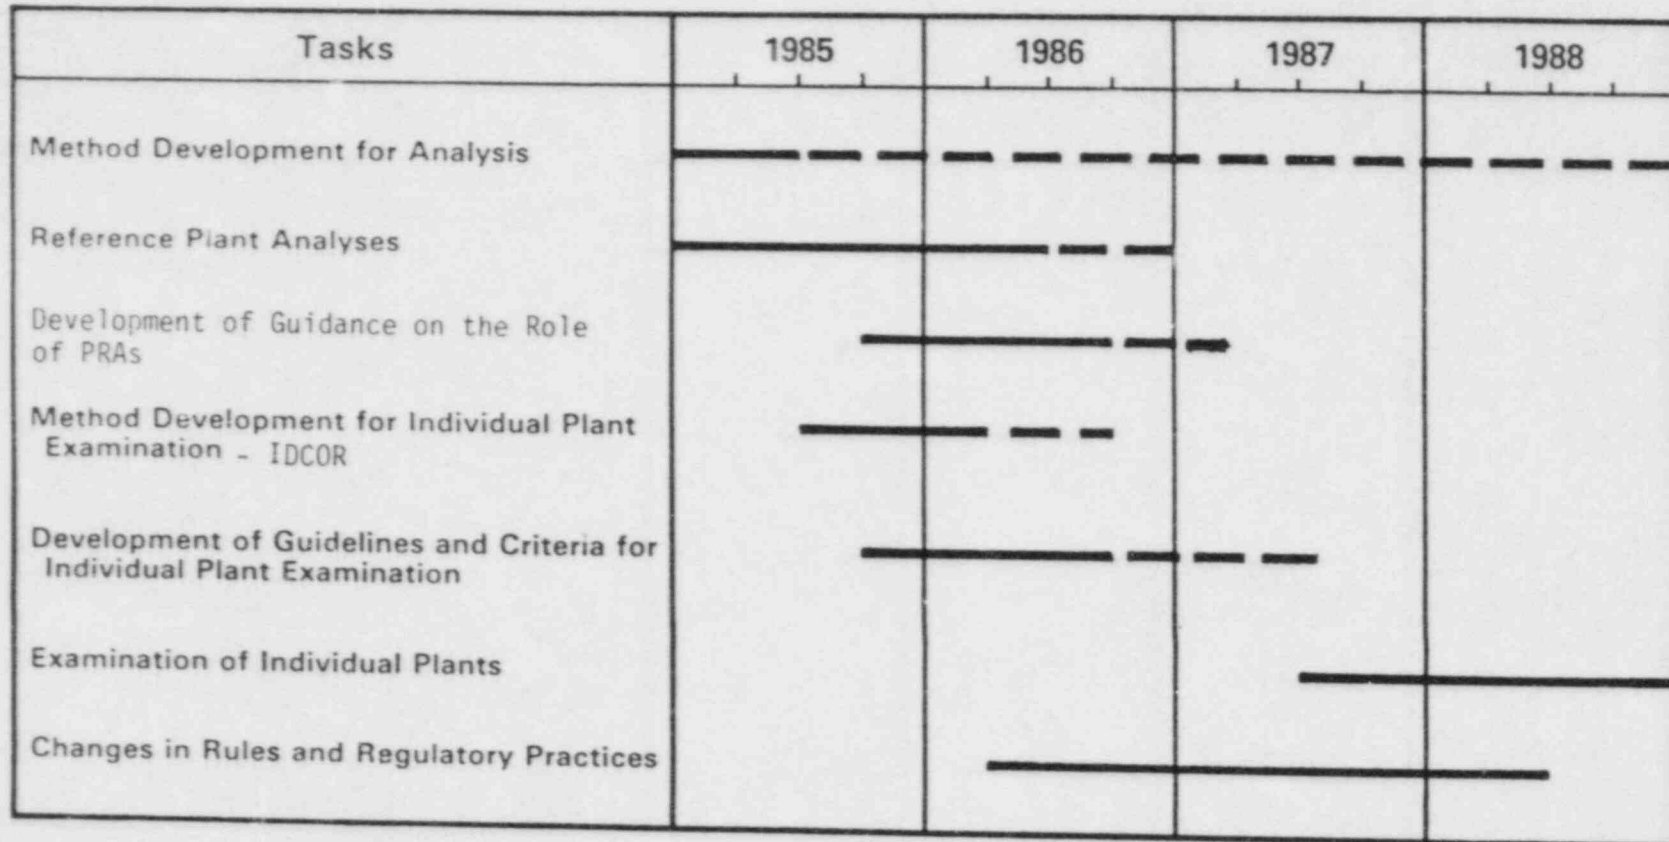 Tasks 1985 1986 1987 1988
Method Development for Analysis
Reference Plant Analyses
Development of Guidance on the Role
of PRAs
Method Development for Individual Plant
Examination - IDCOR
Development of Guidelines and Criteria for
Individual Plant Examination
Examination of Individual Plants
Changes in Rules and Regulatory Practices